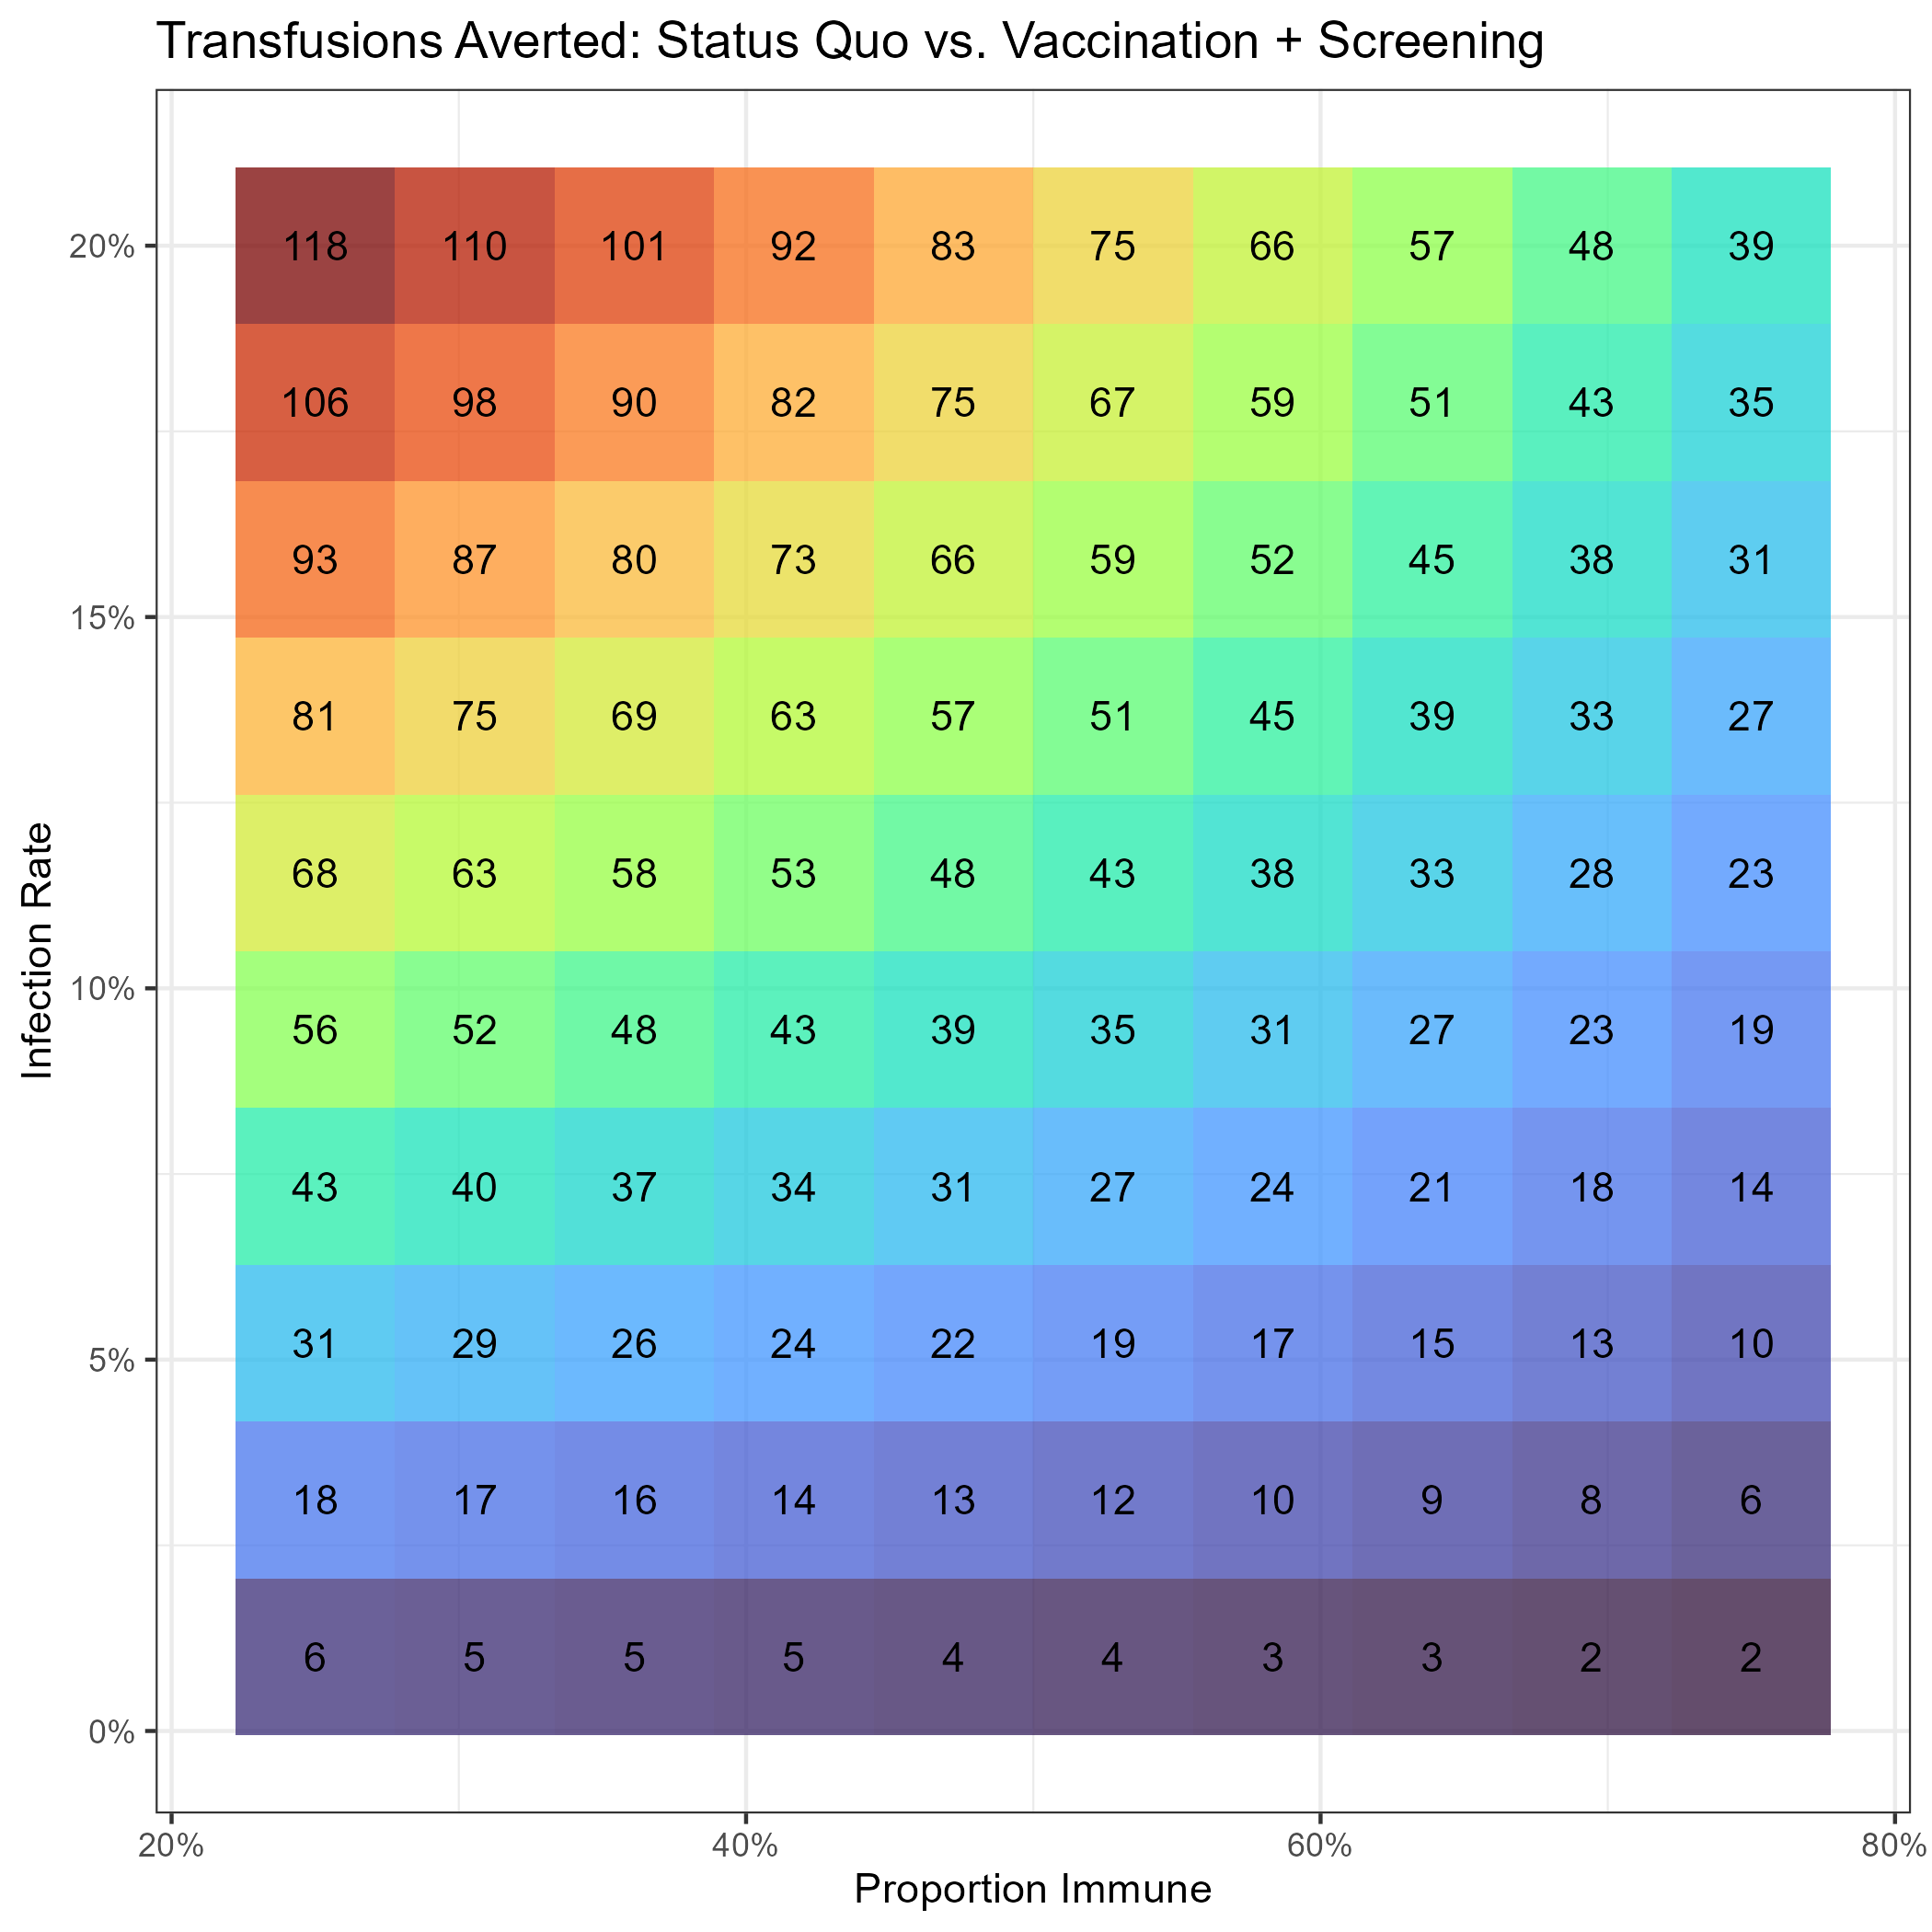 Transfusions Averted: Status Quo vs. Vaccination + Screening
Infection Rate
20%
118 110 101 92 83 75 66 57 48 39
106 98 90 82 75 67 59 51 43 35
93 87 80 73 66 59 52 45 38 31
15%
81 75 69 63 57 51 45 39 33 27
68 63 58 53 48 43 38 33 28 23
10%
56 52 48 43 39 35 31 27 23 19
43 40 37 34 31 27 24 21 18 14
31 29 26 24 22 19 17 15 13 10
5%
18 17 16 14 13 12 10 9 8 6
6 5 5 5 4 4 3 3 2 2
0%
20% 40% 60% 80%
Proportion Immune